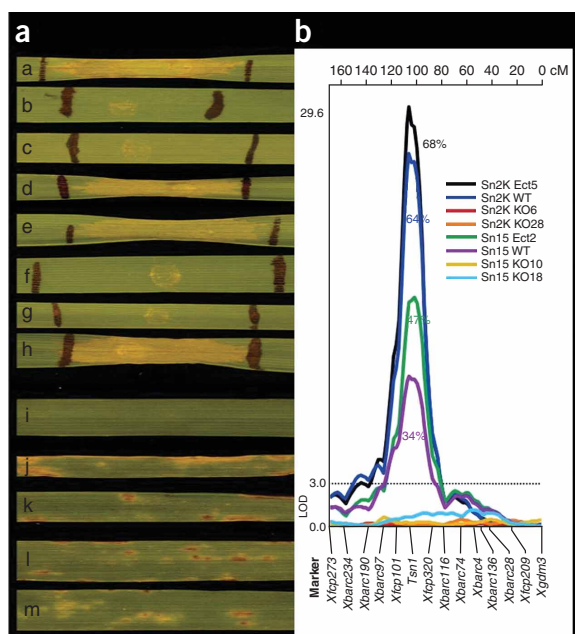 a
a
b
c
d
e
f
g
h
i
j
k
l
m
b
160 140 120 100 80 60 40 20 0 cM
29.6
68%
64%
47%
34%
Sn2K Ect5
Sn2K WT
Sn2K KO6
Sn2K KO28
Sn15 Ect2
Sn15 WT
Sn15 KO10
Sn15 KO18
3.0
LOD
0.0
Marker
Xfcp273
Xbarc234
Xbarc190
Xbarc97
Xfcp101
Tsn1
Xfcp320
Xbarc116
Xbarc74
Xbarc4
Xbarc136
Xbarc28
Xfcp209
Xgdm3